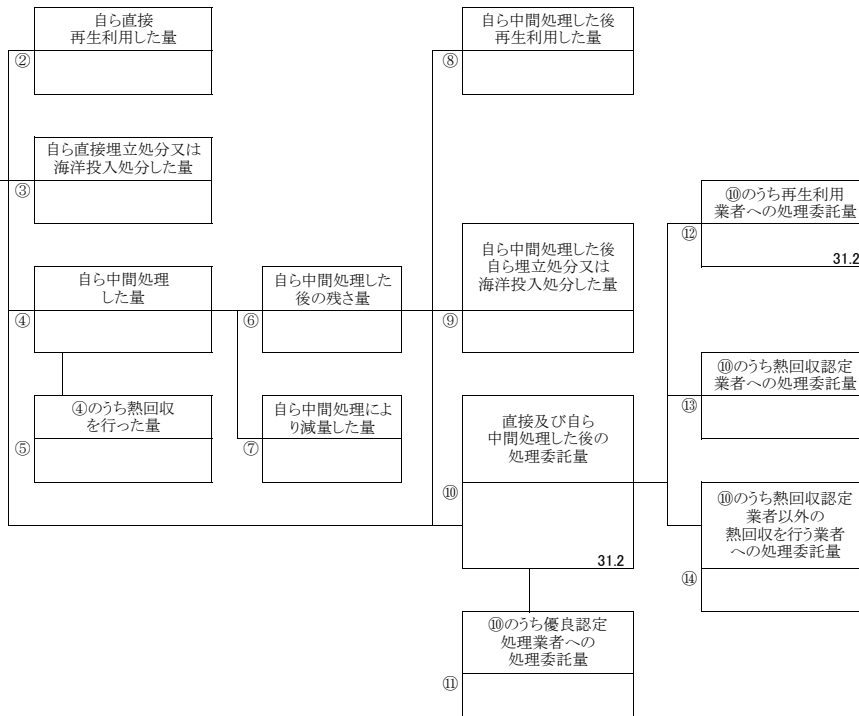 自ら直接
再生利用した量
②
自ら直接埋立処分又は
海洋投入処分した量
③
自ら中間処理
した量
④
④のうち熱回収
を行った量
⑤
自ら中間処理した
後の残さ量
⑥
自ら中間処理によ
り減量した量
⑦
自ら中間処理した後
再生利用した量
⑧
自ら中間処理した後
自ら埋立処分又は
海洋投入処分した量
⑨
直接及び自ら
中間処理した後の
処理委託量
⑩
31.2
⑩のうち優良認定
処理業者への
処理委託量
⑪
⑩のうち再生利用
業者への処理委託量
⑫
31.2
⑩のうち熱回収認定
業者への処理委託量
⑬
⑩のうち熱回収認定
業者以外の
熱回収を行う業者
への処理委託量
⑭